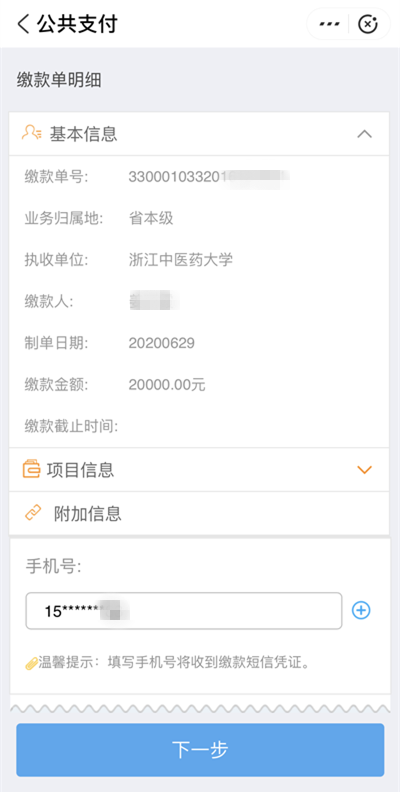 公共支付
缴款单明细
基本信息
缴款单号: 330001033201
业务归属地: 省本级
执收单位: 浙江中医药大学
缴款人:
制单日期: 20200629
缴款金额: 20000.00元
缴款截止时间:
项目信息
附加信息
手机号:
15*******
温馨提示：填写手机号将收到缴款短信凭证。
下一步